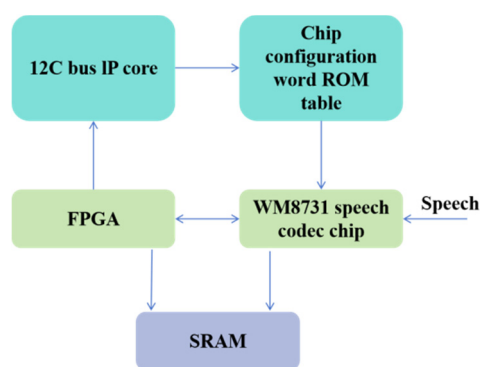 12C bus IP core
Chip
configuration
word ROM
table
FPGA
WM8731 speech
codec chip
Speech
SRAM